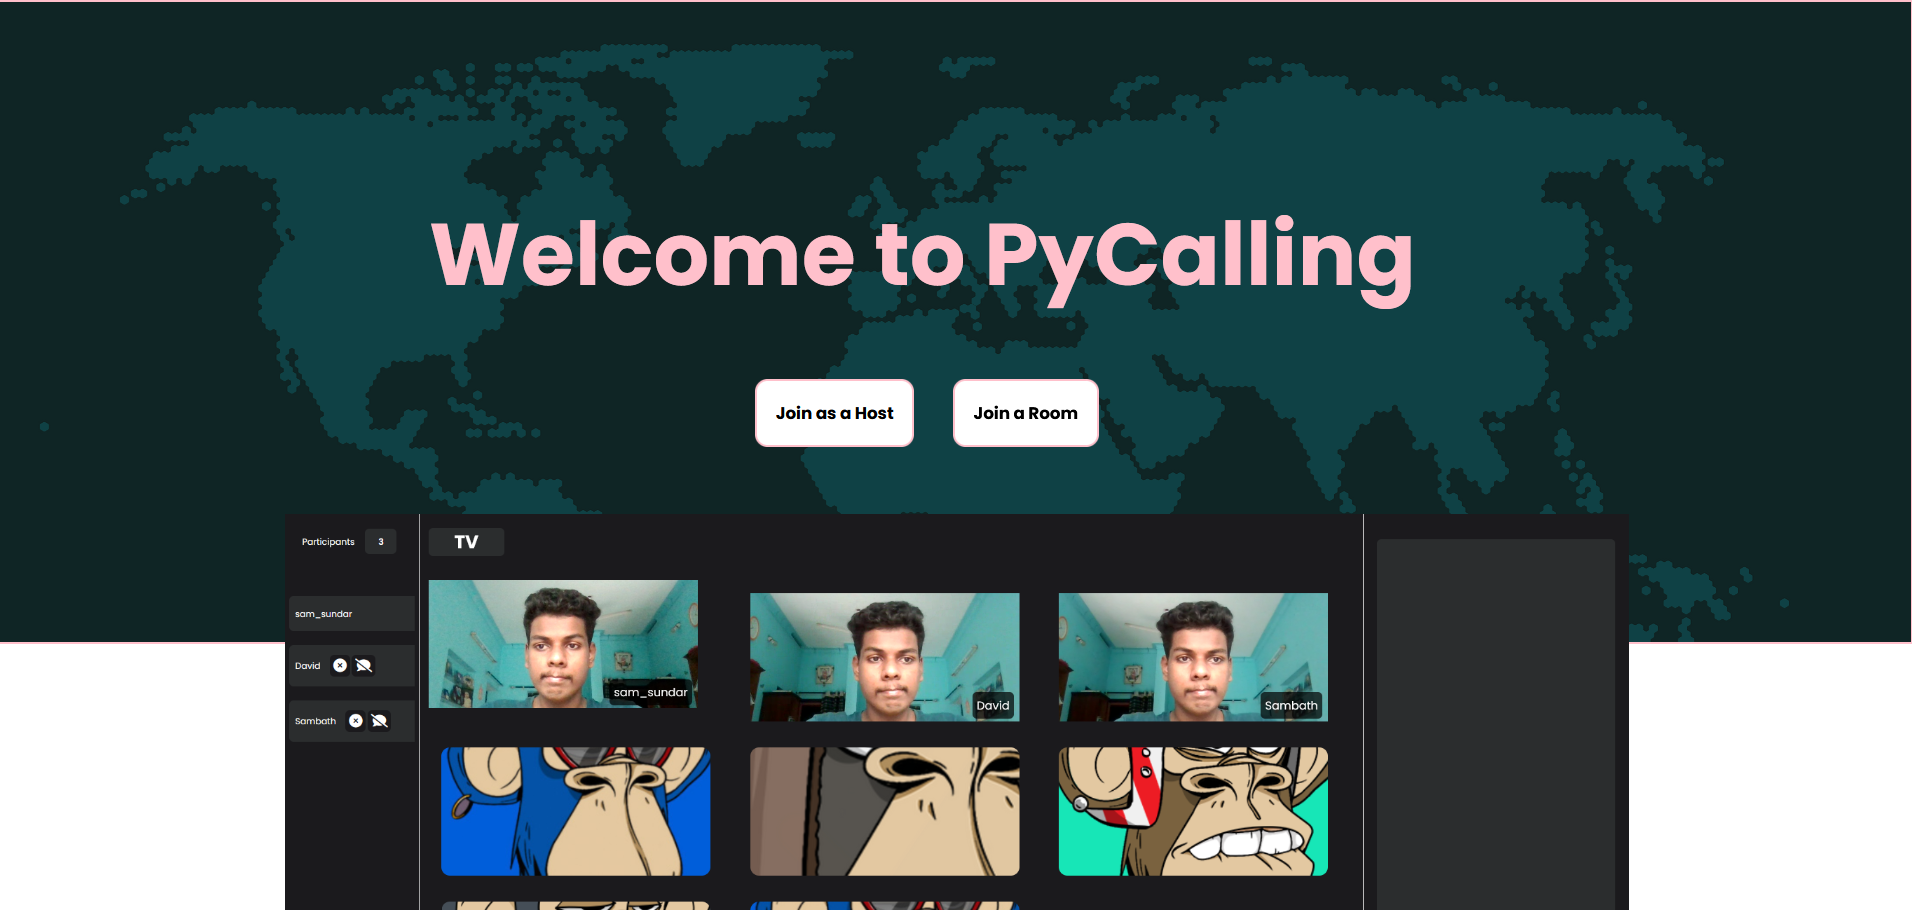 Welcome to PyCalling
Join as a Host
Join a Room
Participants 3
TV
sam_sundar
David
Sambath
sam_sundar
David
Sambath